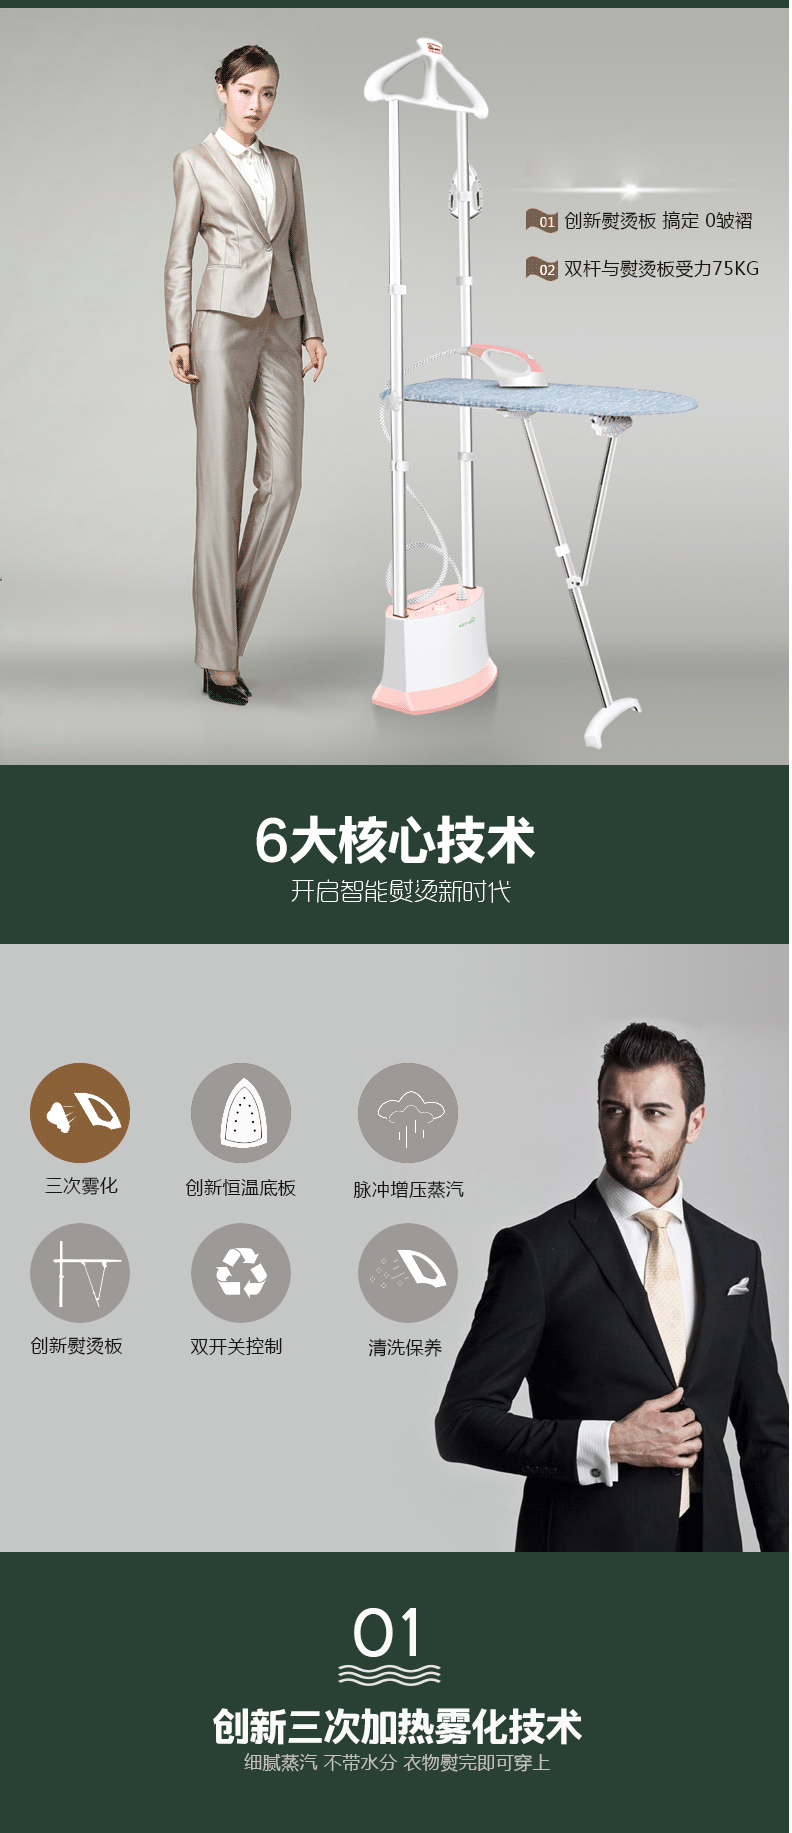 01 创新熨烫板 搞定 0皱褶
02 双杆与熨烫板受力75KG
6大核心技术
开启智能熨烫新时代
三次雾化
创新恒温底板
脉冲增压蒸汽
创新熨烫板
双开关控制
清洗保养
01
创新三次加热雾化技术
细腻蒸汽 不带水分 衣物熨完即可穿上